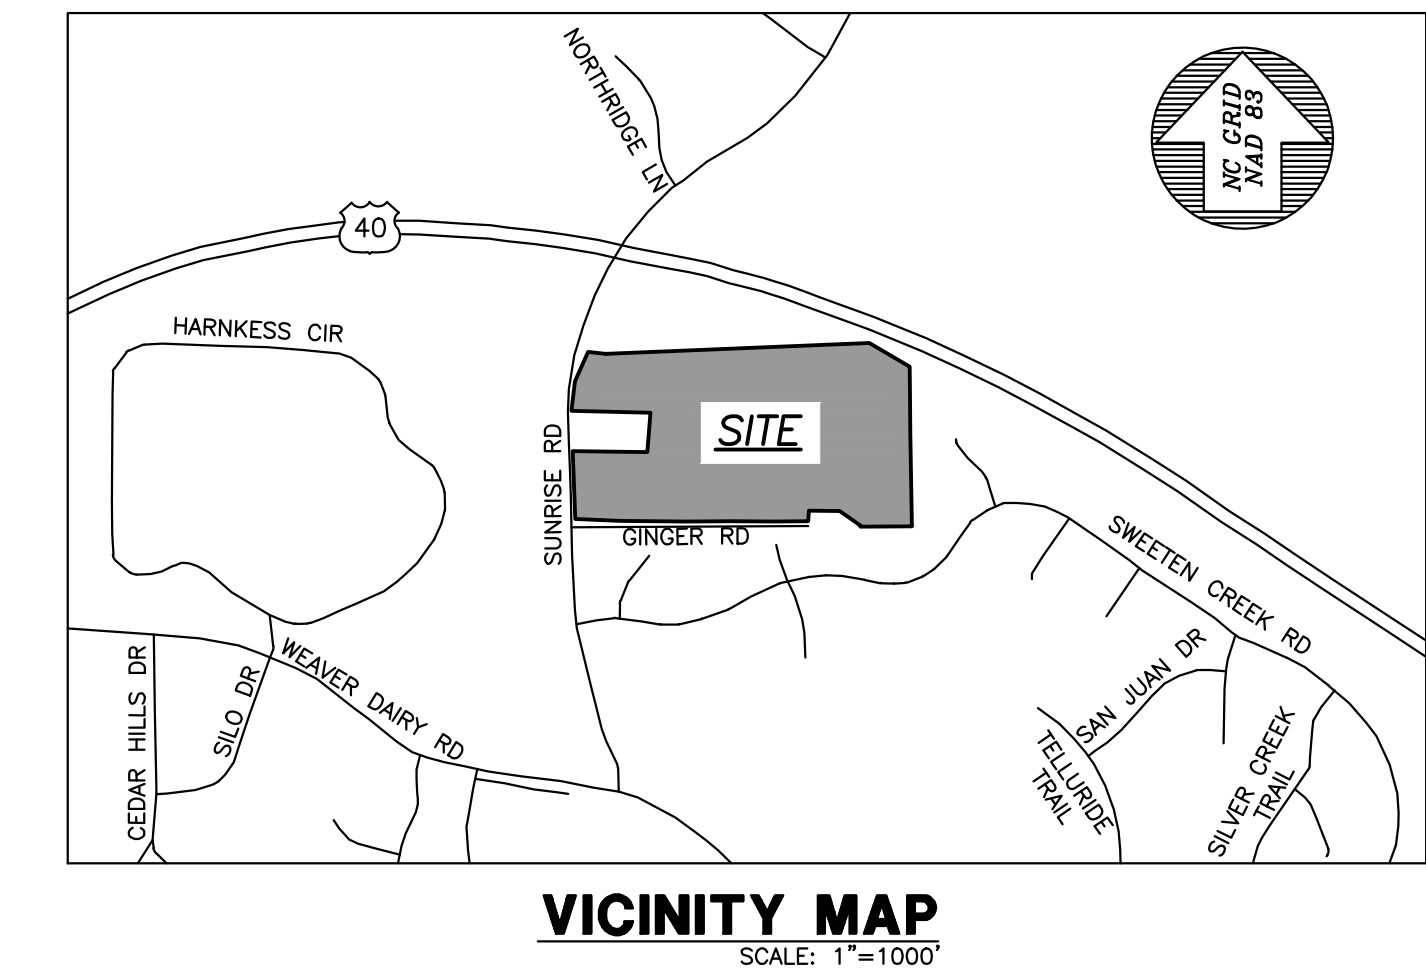 NORTHRIDGE LN
NC GRID
NAD 83
40
HARNKESS CIR
SITE
SUNRISE RD
GINGER RD
SWEETEN CREEK RD
WEAVER DAIRY RD
CEDAR HILLS DR
SILO DR
SAN JUAN DR
TELLURIDE
TRAIL
SILVER CREEK
TRAIL
VICINITY MAP
SCALE: 1"=1000'